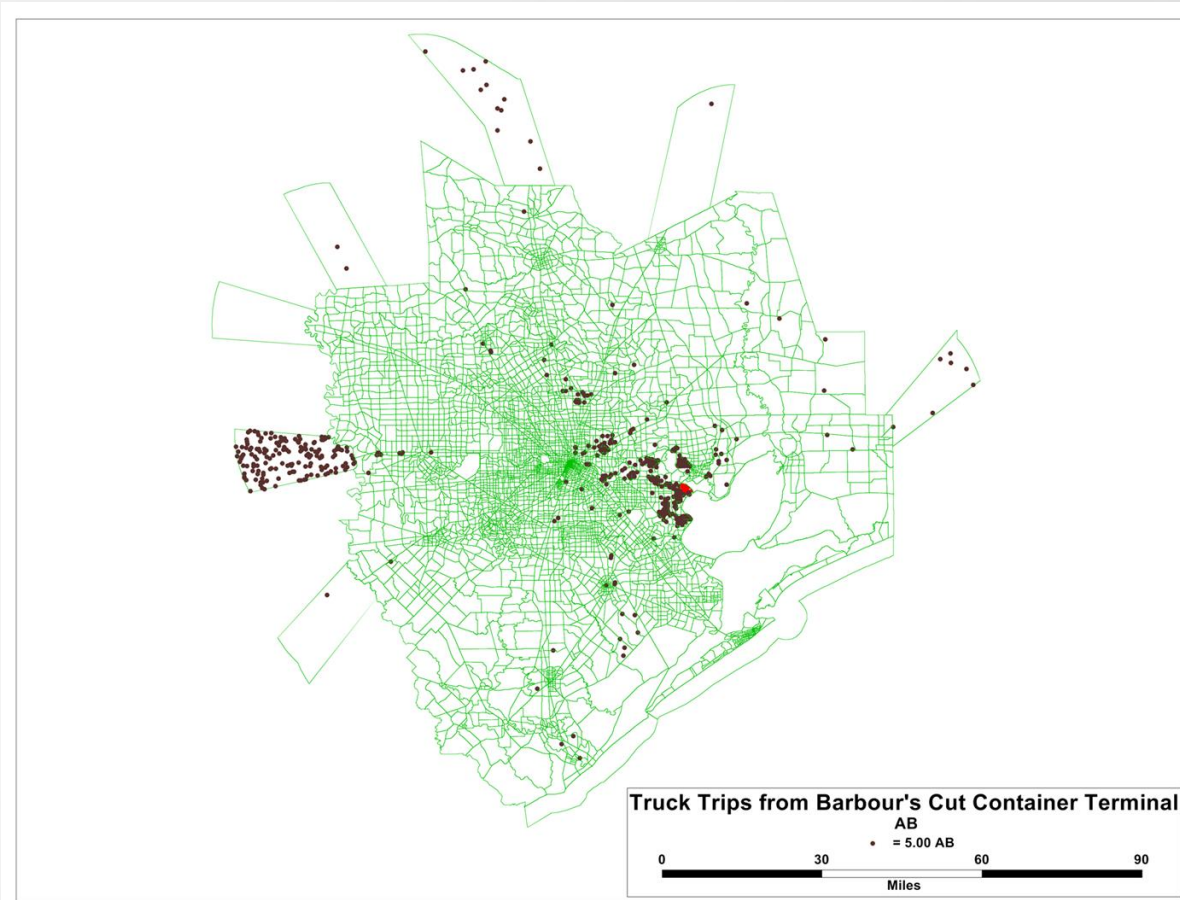 Truck Trips from Barbour's Cut Container Terminal
AB
= 5.00 AB
0 30 60 90
Miles